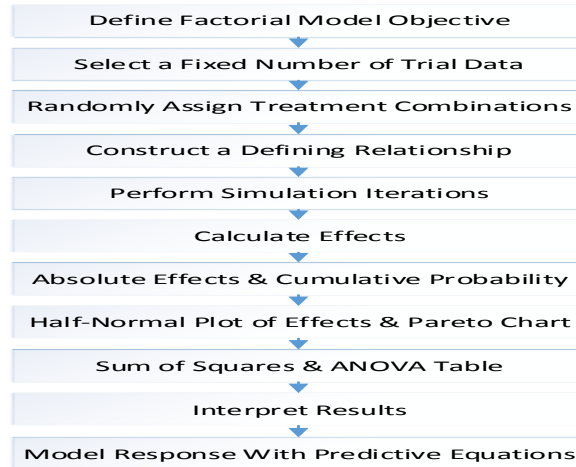 Define Factorial Model Objective
Select a Fixed Number of Trial Data
Randomly Assign Treatment Combinations
Construct a Defining Relationship
Perform Simulation Iterations
Calculate Effects
Absolute Effects & Cumulative Probability
Half-Normal Plot of Effects & Pareto Chart
Sum of Squares & ANOVA Table
Interpret Results
Model Response With Predictive Equations